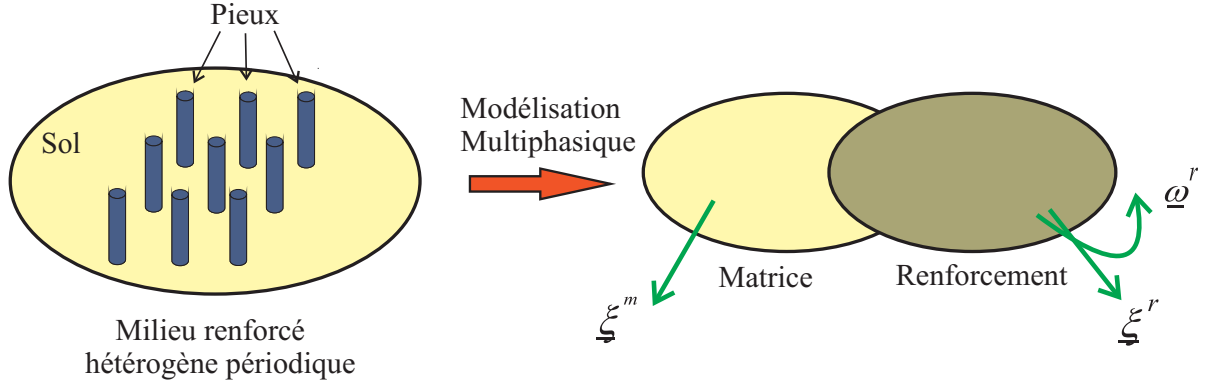 Pieux
Sol
Milieu renforcé
hétérogène périodique
Modélisation
Multiphasique
Matrice
Renforcement
ξ^m
ξ^r
ω^r